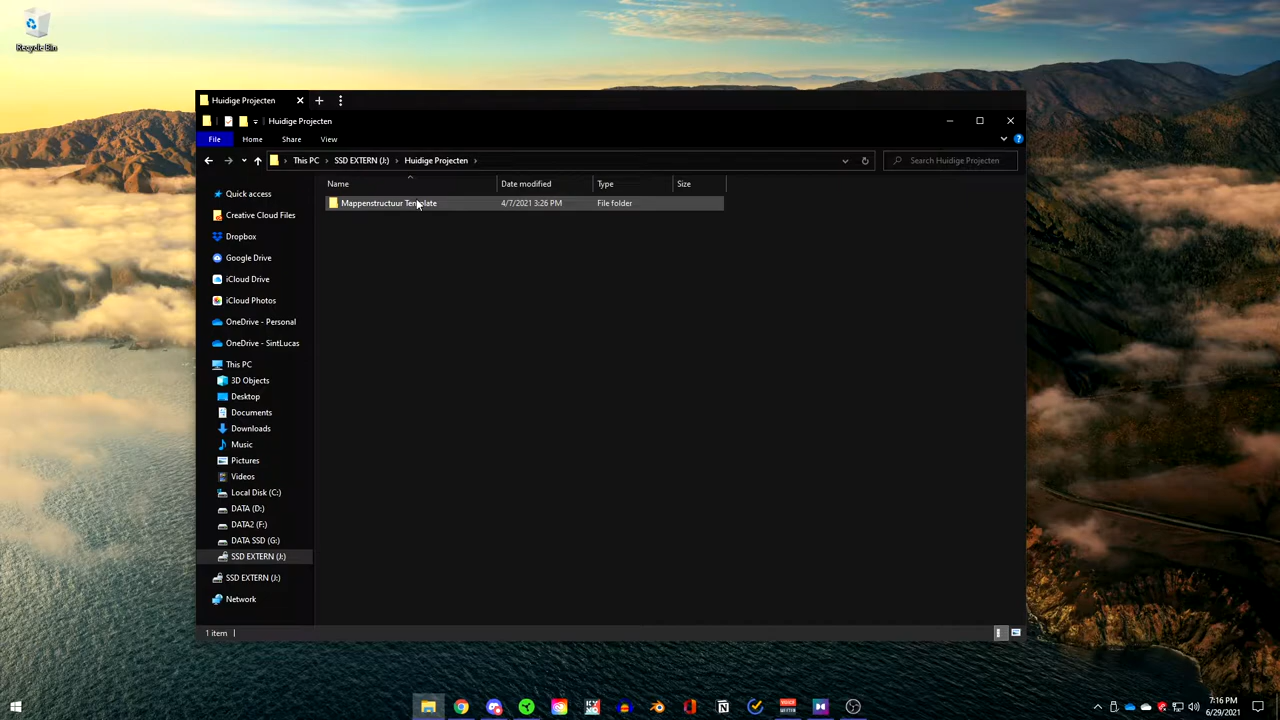 Recycle Bin
Huidige Projecten
Huidige Projecten
File Home Share View
This PC SSD EXTERN (J:) Huidige Projecten
Search Huidige Projecten
Name Date modified Type Size
Mappenstructuur Template 4/7/2021 3:26 PM File folder
Quick access
Creative Cloud Files
Dropbox
Google Drive
iCloud Drive
iCloud Photos
OneDrive - Personal
OneDrive - SintLucas
This PC
3D Objects
Desktop
Documents
Downloads
Music
Pictures
Videos
Local Disk (C:)
DATA (D:)
DATA2 (F:)
DATA SSD (G:)
SSD EXTERN (J:)
SSD EXTERN (J:)
Network
1 item
7:16 PM
6/29/2021